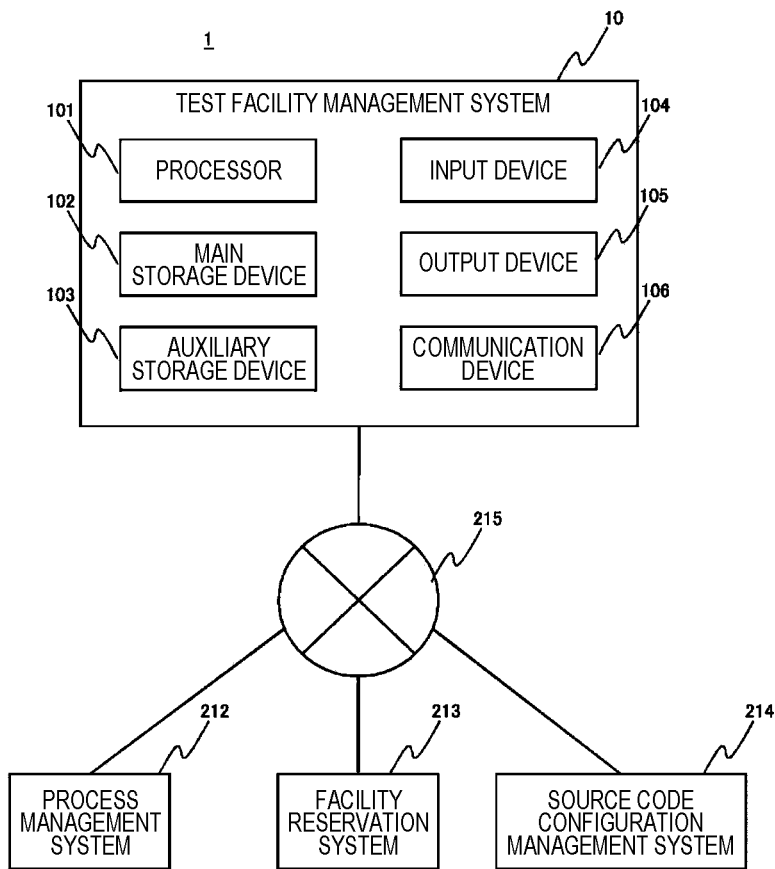 1
10
TEST FACILITY MANAGEMENT SYSTEM
101
PROCESSOR
104
INPUT DEVICE
102
MAIN
STORAGE DEVICE
105
OUTPUT DEVICE
103
AUXILIARY
STORAGE DEVICE
106
COMMUNICATION
DEVICE
215
212
PROCESS
MANAGEMENT
SYSTEM
213
FACILITY
RESERVATION
SYSTEM
214
SOURCE CODE
CONFIGURATION
MANAGEMENT SYSTEM